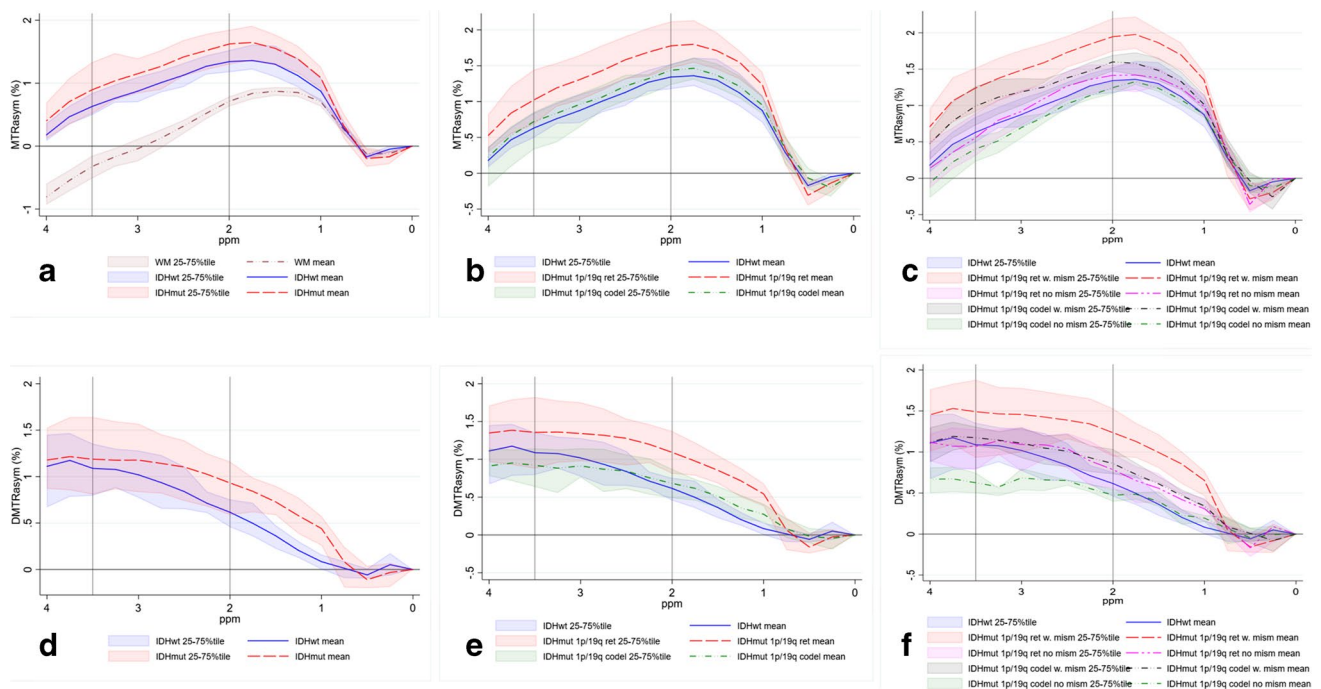 MTRasym (%)
2
1
0
-1
4 3 2 1 0
ppm
a
WM 25-75%tile WM mean
IDHwt 25-75%tile IDHwt mean
IDHmut 25-75%tile IDHmut mean
MTRasym (%)
2
1.5
1
.5
0
-.5
4 3 2 1 0
ppm
b
IDHwt 25-75%tile IDHwt mean
IDHmut 1p/19q ret 25-75%tile IDHmut 1p/19q ret mean
IDHmut 1p/19q codel 25-75%tile IDHmut 1p/19q codel mean
MTRasym (%)
2
1.5
1
.5
0
-.5
4 3 2 1 0
ppm
c
IDHwt 25-75%tile IDHwt mean
IDHmut 1p/19q ret w. mism 25-75%tile IDHmut 1p/19q ret w. mism mean
IDHmut 1p/19q ret no mism 25-75%tile IDHmut 1p/19q ret no mism mean
IDHmut 1p/19q codel w. mism 25-75%tile IDHmut 1p/19q codel w. mism mean
IDHmut 1p/19q codel no mism 25-75%tile IDHmut 1p/19q codel no mism mean
DMTRasym (%)
2
1.5
1
.5
0
4 3 2 1 0
ppm
d
IDHwt 25-75%tile IDHwt mean
IDHmut 25-75%tile IDHmut mean
DMTRasym (%)
2
1.5
1
.5
0
-.5
4 3 2 1 0
ppm
e
IDHwt 25-75%tile IDHwt mean
IDHmut 1p/19q ret 25-75%tile IDHmut 1p/19q ret mean
IDHmut 1p/19q codel 25-75%tile IDHmut 1p/19q codel mean
DMTRasym (%)
2
1.5
1
.5
0
-.5
4 3 2 1 0
ppm
f
IDHwt 25-75%tile IDHwt mean
IDHmut 1p/19q ret w. mism 25-75%tile IDHmut 1p/19q ret w. mism mean
IDHmut 1p/19q ret no mism 25-75%tile IDHmut 1p/19q ret no mism mean
IDHmut 1p/19q codel w. mism 25-75%tile IDHmut 1p/19q codel w. mism mean
IDHmut 1p/19q codel no mism 25-75%tile IDHmut 1p/19q codel no mism mean